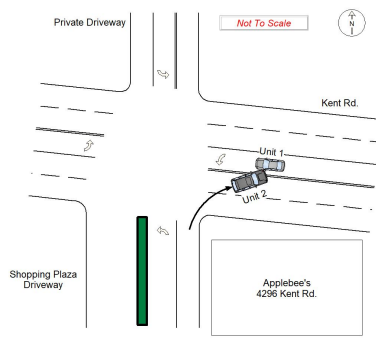 Private Driveway
Not To Scale
N
Kent Rd.
Unit 1
Unit 2
Shopping Plaza
Driveway
Applebee's
4296 Kent Rd.